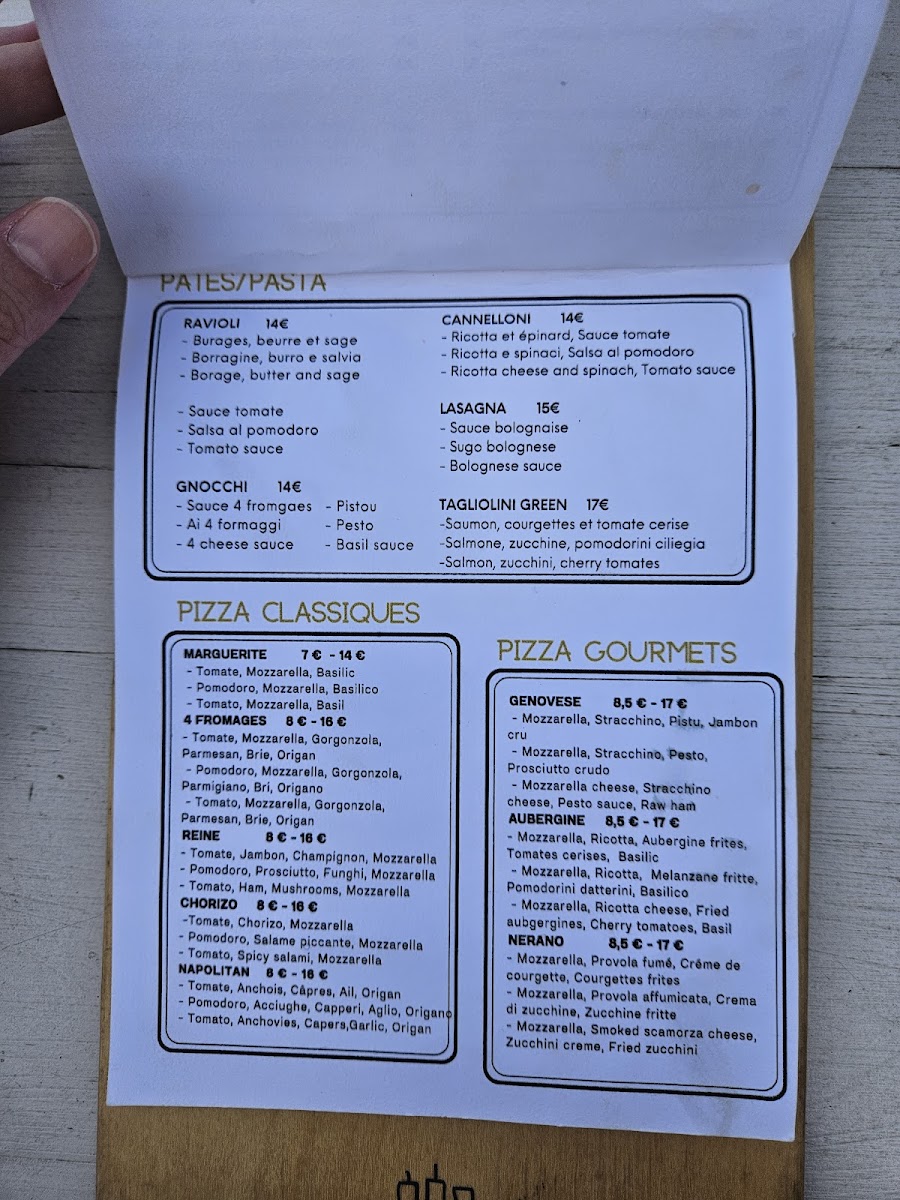 PATES/PASTA
RAVIOLI 14€
- Burages, beurre et sage
- Borragine, burro e salvia
- Borage, butter and sage
- Sauce tomate
- Salsa al pomodoro
- Tomato sauce
GNOCCHI 14€
- Sauce 4 fromgaes - Pistou
- Ai 4 formaggi - Pesto
- 4 cheese sauce - Basil sauce
CANNELLONI 14€
- Ricotta et épinard, Sauce tomate
- Ricotta e spinaci, Salsa al pomodoro
- Ricotta cheese and spinach, Tomato sauce
LASAGNA 15€
- Sauce bolognaise
- Sugo bolognese
- Bolognese sauce
TAGLIOLINI GREEN 17€
-Saumon, courgettes et tomate cerise
-Salmone, zucchine, pomodorini ciliegia
-Salmon, zucchini, cherry tomates
PIZZA CLASSIQUES
MARGUERITE 7 € - 14 €
- Tomate, Mozzarella, Basilic
- Pomodoro, Mozzarella, Basilico
- Tomato, Mozzarella, Basil
4 FROMAGES 8 € - 16 €
- Tomate, Mozzarella, Gorgonzola,
Parmesan, Brie, Origan
- Pomodoro, Mozzarella, Gorgonzola,
Parmigiano, Bri, Origano
- Tomato, Mozzarella, Gorgonzola,
Parmesan, Brie, Origan
REINE 8 € - 16 €
- Tomate, Jambon, Champignon, Mozzarella
- Pomodoro, Prosciutto, Funghi, Mozzarella
- Tomato, Ham, Mushrooms, Mozzarella
CHORIZO 8 € - 16 €
-Tomate, Chorizo, Mozzarella
- Pomodoro, Salame piccante, Mozzarella
- Tomato, Spicy salami, Mozzarella
NAPOLITAN 8 € - 16 €
- Tomate, Anchois, Câpres, Ail, Origan
- Pomodoro, Acciughe, Capperi, Aglio, Origano
- Tomato, Anchovies, Capers,Garlic, Origan
PIZZA GOURMETS
GENOVESE 8,5 € - 17 €
- Mozzarella, Stracchino, Pistu, Jambon
cru
- Mozzarella, Stracchino, Pesto,
Prosciutto crudo
- Mozzarella cheese, Stracchino
cheese, Pesto sauce, Raw ham
AUBERGINE 8,5 € - 17 €
- Mozzarella, Ricotta, Aubergine frites,
Tomates cerises, Basilic
- Mozzarella, Ricotta, Melanzane fritte,
Pomodorini datterini, Basilico
- Mozzarella, Ricotta cheese, Fried
aubgergines, Cherry tomatoes, Basil
NERANO 8,5 € - 17 €
- Mozzarella, Provola fumé, Crême de
courgette, Courgettes frites
- Mozzarella, Provola affumicata, Crema
di zucchine, Zucchine fritte
- Mozzarella, Smoked scamorza cheese,
Zucchini creme, Fried zucchini